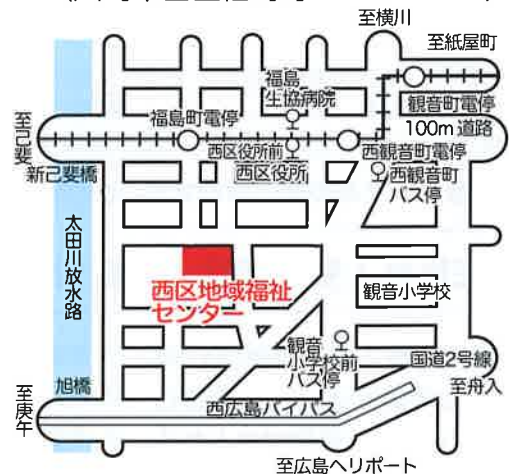 至横川
至紙屋町
福島
生協病院
観音町電停
福島町電停
100m道路
至己斐
西区役所前
西観音町電停
新己斐橋
西区役所
西観音町
バス停
太田川放水路
西区地域福祉
センター
観音小学校
観音
小学校前
バス停
国道2号線
旭橋
至舟入
至庚午
西広島バイパス
至広島ヘリポート